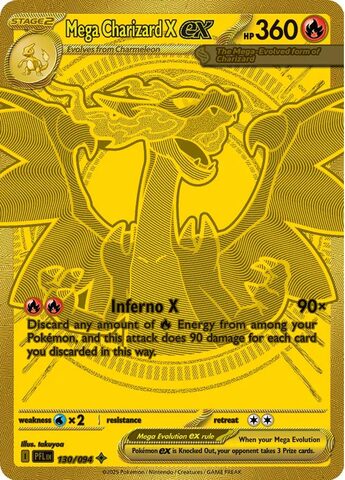 STAGE 2
Mega Charizard X ex HP 360
Evolves from Charmeleon
The Mega-Evolved form of
Charizard
Inferno X 90×
Discard any amount of Energy from among your
Pokémon, and this attack does 90 damage for each card
you discarded in this way.
weakness ×2 resistance retreat
Mega Evolution ex rule
When your Mega Evolution
Pokémon ex is Knocked Out, your opponent takes 3 Prize cards.
Illus. takuyoa
I PFL EN 130/094
©2025 Pokémon / Nintendo / Creatures / GAME FREAK